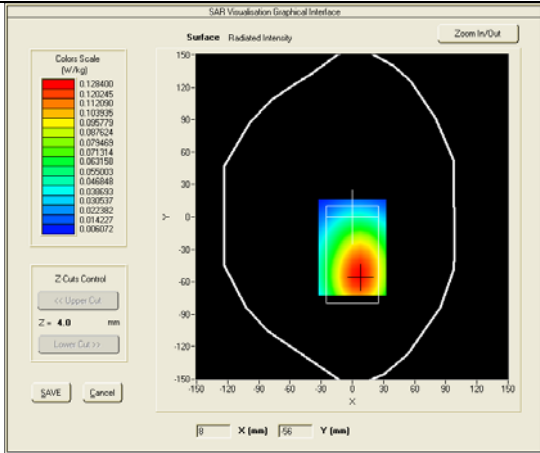 SAR Visualisation Graphical Interface
Surface Radiated Intensity
Zoom In/Out
Colors Scale
(W/kg)
0.128400
0.120245
0.112090
0.103935
0.095779
0.087624
0.079469
0.071314
0.063158
0.055003
0.046848
0.038693
0.030537
0.022382
0.014227
0.006072
Z Cuts Control
<< Upper Cut
Z = 4.0 mm
Lower Cut >>
SAVE Cancel
150-
120-
90-
60-
30-
0-
-30-
-60-
-90-
-120-
-150-
Y
-150 -120 -90 -60 -30 0 30 60 90 120 150
X
8 X (mm) -56 Y (mm)